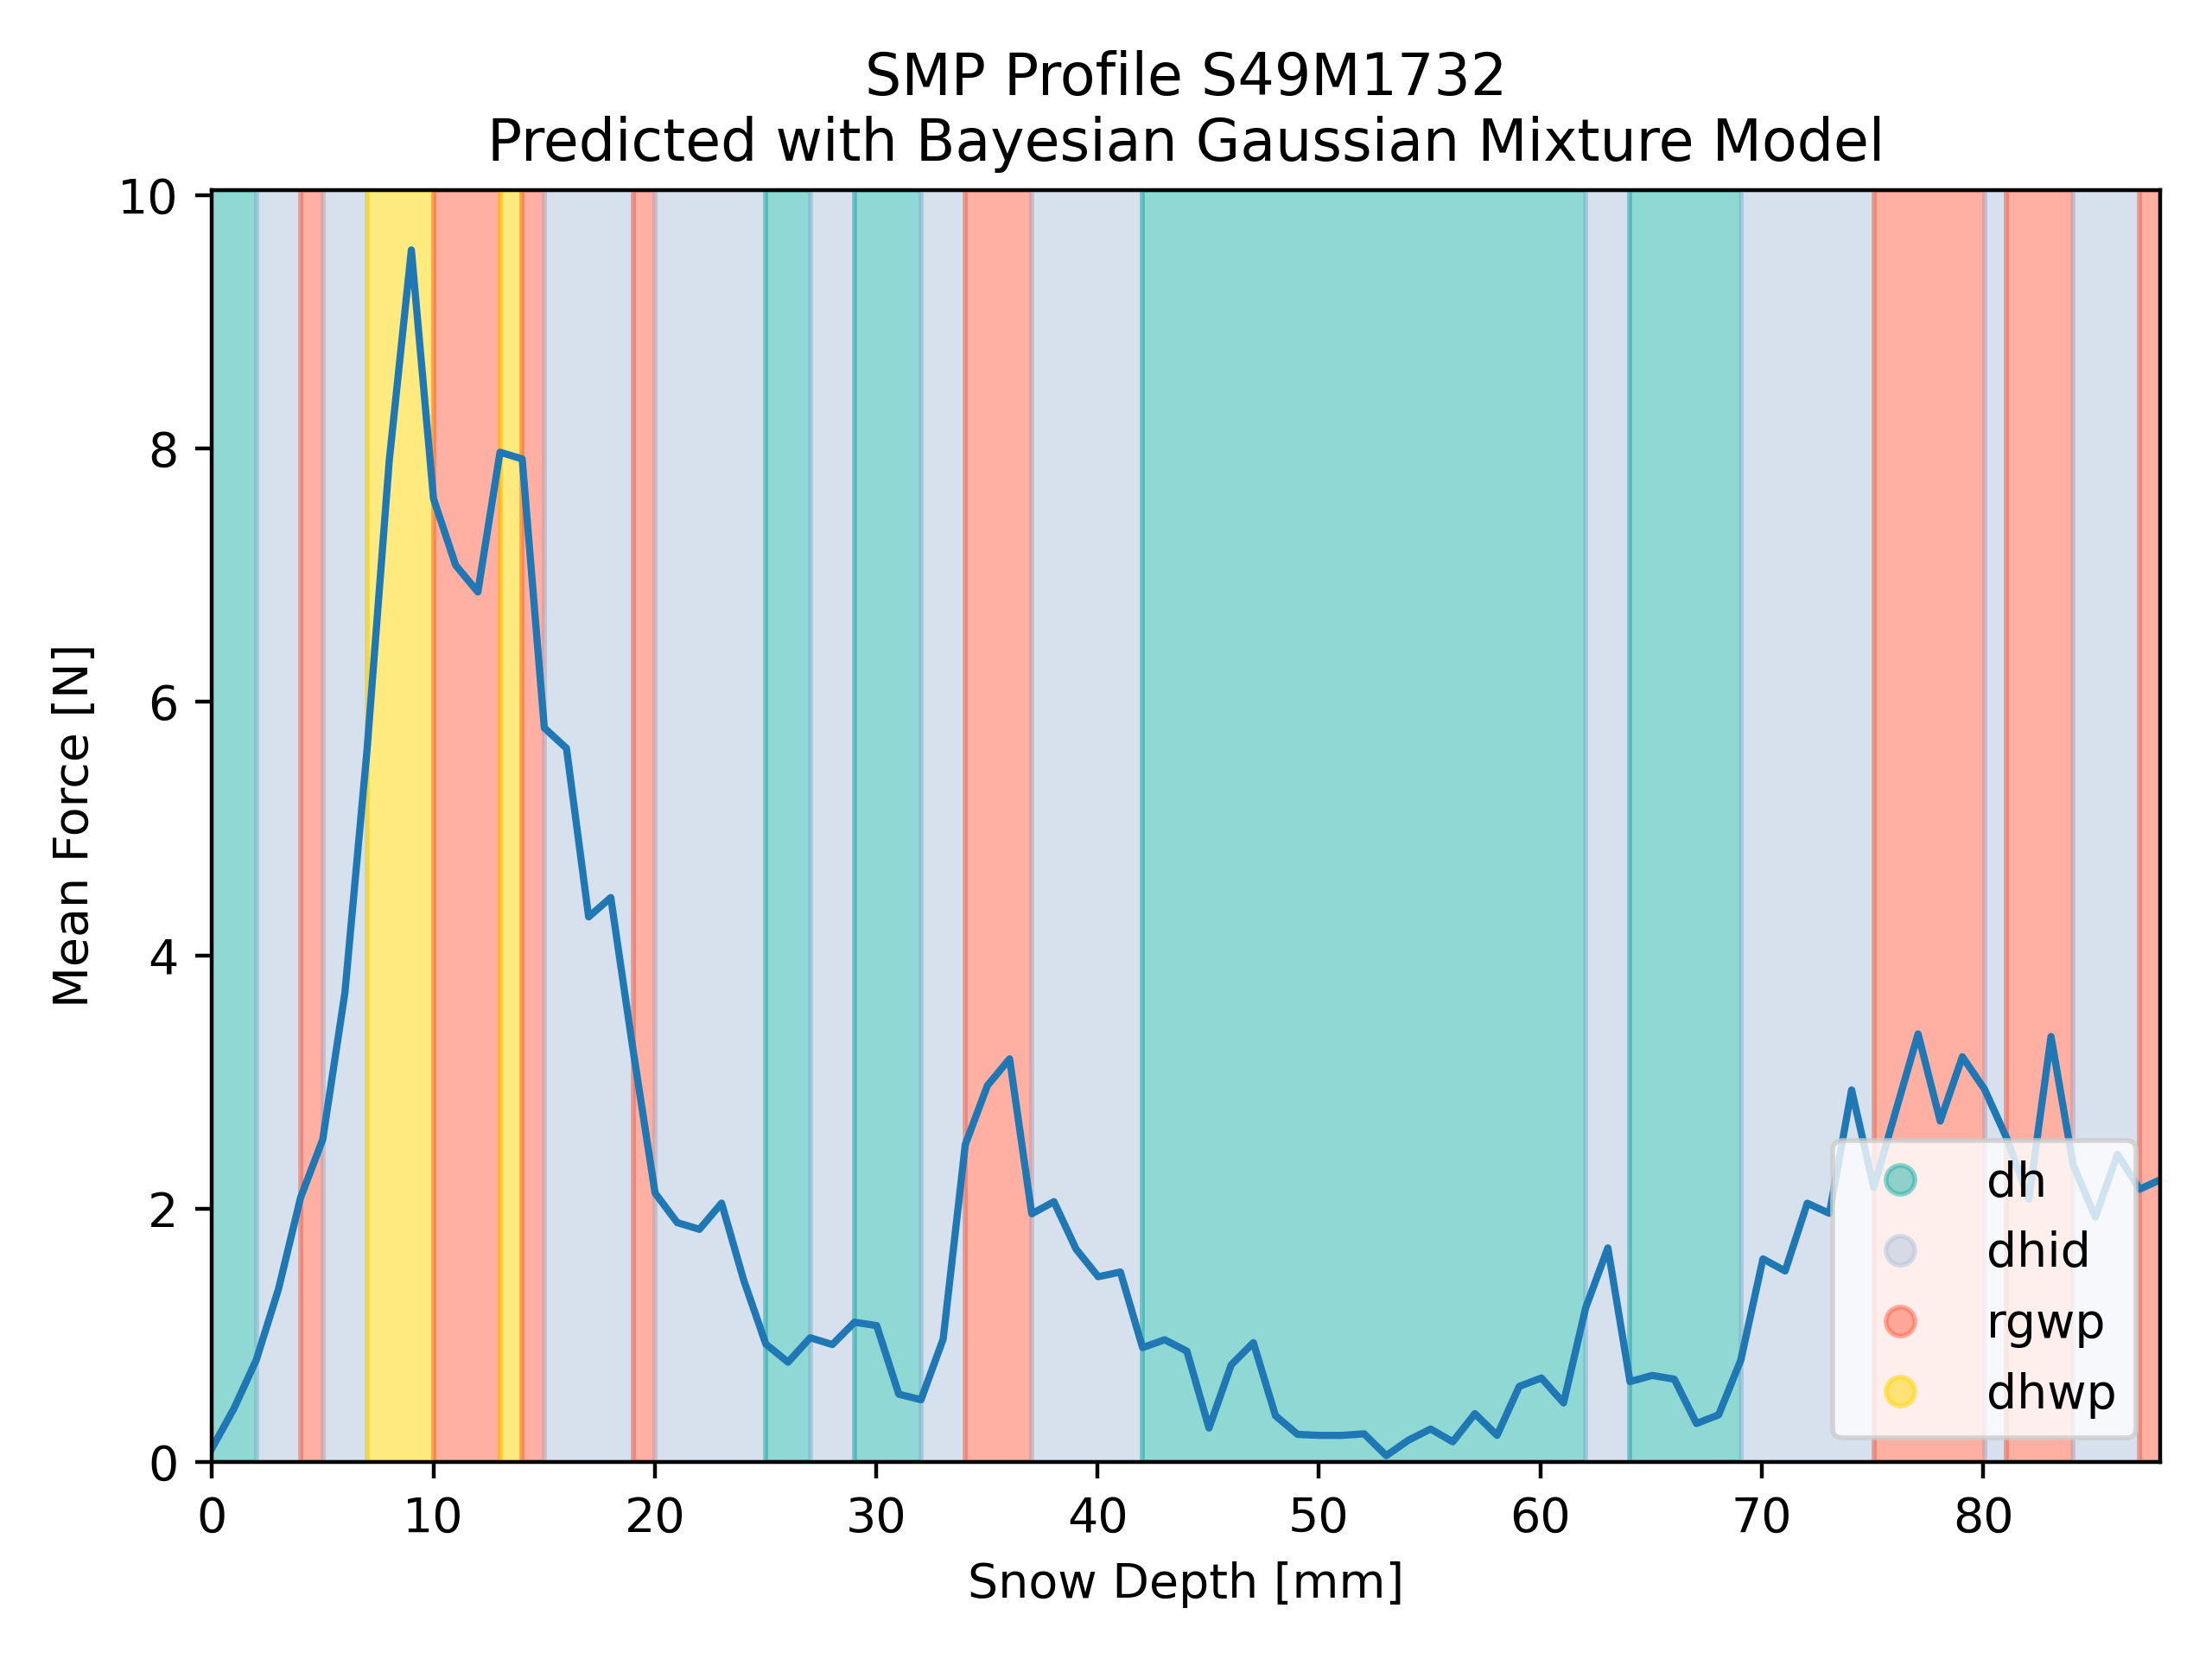 SMP Profile S49M1732
Predicted with Bayesian Gaussian Mixture Model
10
8
6
4
2
0
Mean Force [N]
dh
dhid
rgwp
dhwp
0 10 20 30 40 50 60 70 80
Snow Depth [mm]